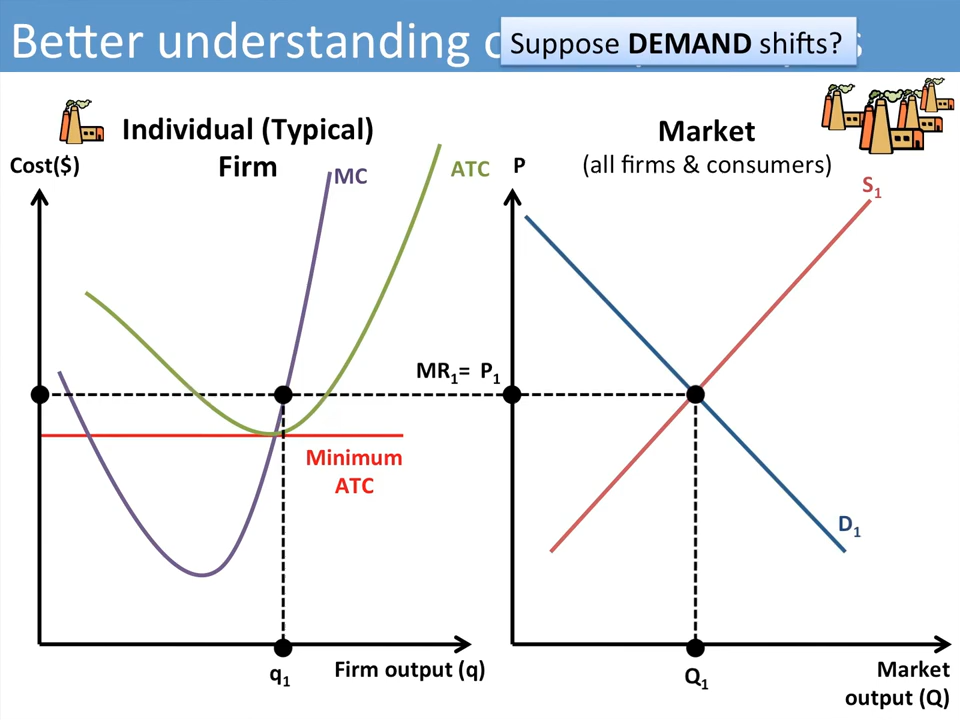 Better understanding
Suppose DEMAND shifts?
Individual (Typical)
Firm
Market
(all firms & consumers)
Cost($)
MC
ATC
P
S₁
MR₁= P₁
Minimum
ATC
D₁
q₁
Firm output (q)
Q₁
Market
output (Q)